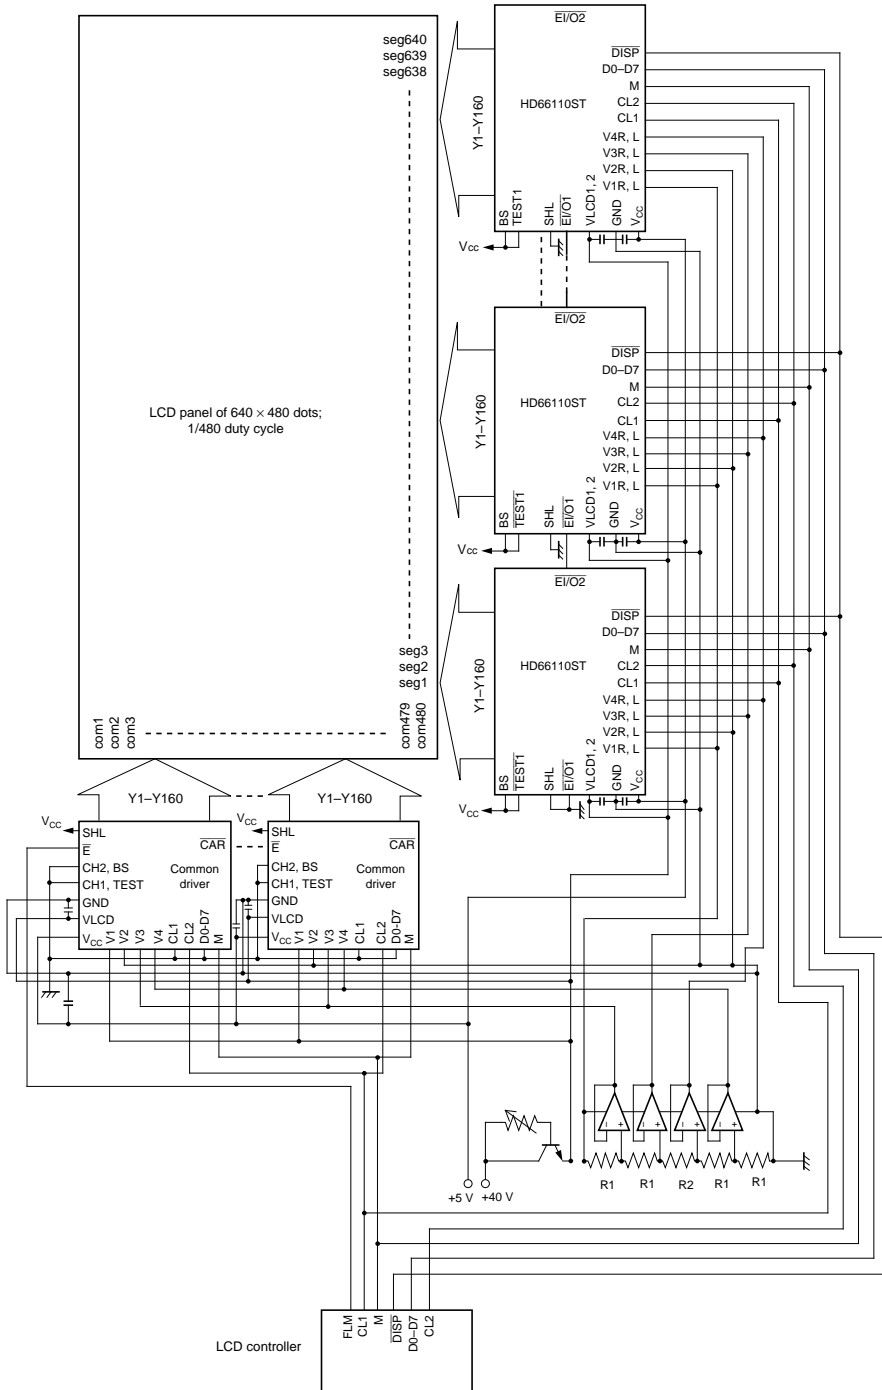 seg640
seg639
seg638
LCD panel of 640 × 480 dots;
1/480 duty cycle
seg3
seg2
seg1
com1
com2
com3
com479
com480
Y1–Y160
EI/O2
HD66110ST
DISP
D0–D7
M
CL2
CL1
V4R, L
V3R, L
V2R, L
V1R, L
BS
TEST1
SHL
EI/O1
VLCD1, 2
GND
VCC
Vcc
Y1–Y160
EI/O2
HD66110ST
DISP
D0–D7
M
CL2
CL1
V4R, L
V3R, L
V2R, L
V1R, L
BS
TEST1
SHL
EI/O1
VLCD1, 2
GND
VCC
Vcc
Y1–Y160
EI/O2
HD66110ST
DISP
D0–D7
M
CL2
CL1
V4R, L
V3R, L
V2R, L
V1R, L
BS
TEST1
SHL
EI/O1
VLCD1, 2
GND
VCC
VCC
Y1–Y160
VCC
SHL
E
CAR
CH2, BS
CH1, TEST
Common
driver
GND
VLCD
VCC
V1
V2
V3
V4
CL1
CL2
D0-D7
M
Y1–Y160
VCC
SHL
E
CAR
CH2, BS
CH1, TEST
Common
driver
GND
VLCD
VCC
V1
V2
V3
V4
CL1
CL2
D0-D7
M
– +
– +
– +
– +
R1
R1
R2
R1
R1
+5 V
+40 V
FLM
CL1
M
DISP
D0–D7
CL2
LCD controller